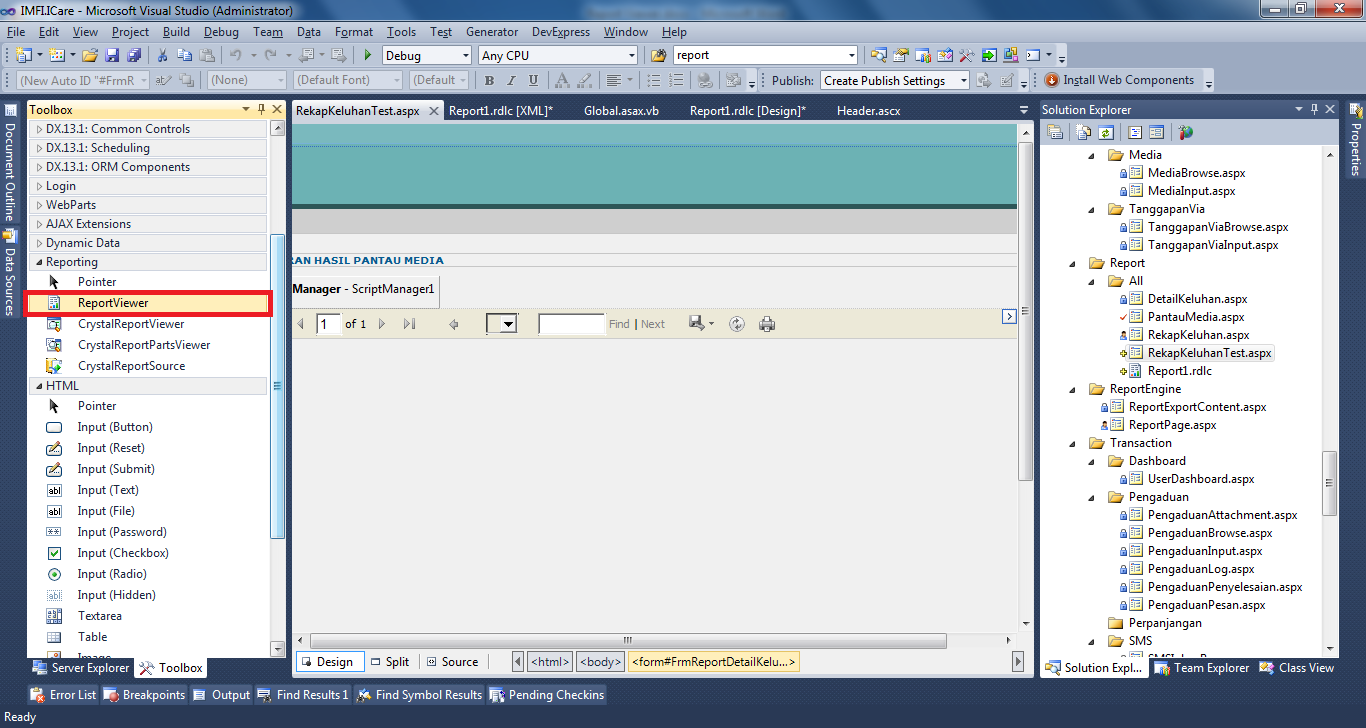 IMFI.ICare - Microsoft Visual Studio (Administrator)
File Edit View Project Build Debug Team Data Format Tools Test Generator DevExpress Window Help
Debug Any CPU report
(New Auto ID "#FrmR (None) (Default Font) (Default B I U A Publish: Create Publish Settings Install Web Components
Toolbox
DX.13.1: Common Controls
DX.13.1: Scheduling
DX.13.1: ORM Components
Login
WebParts
AJAX Extensions
Dynamic Data
Reporting
Pointer
ReportViewer
CrystalReportViewer
CrystalReportPartsViewer
CrystalReportSource
HTML
Pointer
Input (Button)
Input (Reset)
Input (Submit)
Input (Text)
Input (File)
Input (Password)
Input (Checkbox)
Input (Radio)
Input (Hidden)
Textarea
Table
Image
Document Outline
Data Sources
Server Explorer Toolbox
RekapKeluhanTest.aspx Report1.rdlc [XML]* Global.asax.vb Report1.rdlc [Design]* Header.ascx
RAN HASIL PANTAU MEDIA
Manager - ScriptManager1
1 of 1 Find | Next
Design Split Source <html> <body> <form#FrmReportDetailKelu...>
Solution Explorer
Media
MediaBrowse.aspx
MediaInput.aspx
TanggapanVia
TanggapanViaBrowse.aspx
TanggapanViaInput.aspx
Report
All
DetailKeluhan.aspx
PantauMedia.aspx
RekapKeluhan.aspx
RekapKeluhanTest.aspx
Report1.rdlc
ReportEngine
ReportExportContent.aspx
ReportPage.aspx
Transaction
Dashboard
UserDashboard.aspx
Pengaduan
PengaduanAttachment.aspx
PengaduanBrowse.aspx
PengaduanInput.aspx
PengaduanLog.aspx
PengaduanPenyelesaian.aspx
PengaduanPesan.aspx
Perpanjangan
SMS
Solution Expl... Team Explorer Class View
Properties
Error List Breakpoints Output Find Results 1 Find Symbol Results Pending Checkins
Ready